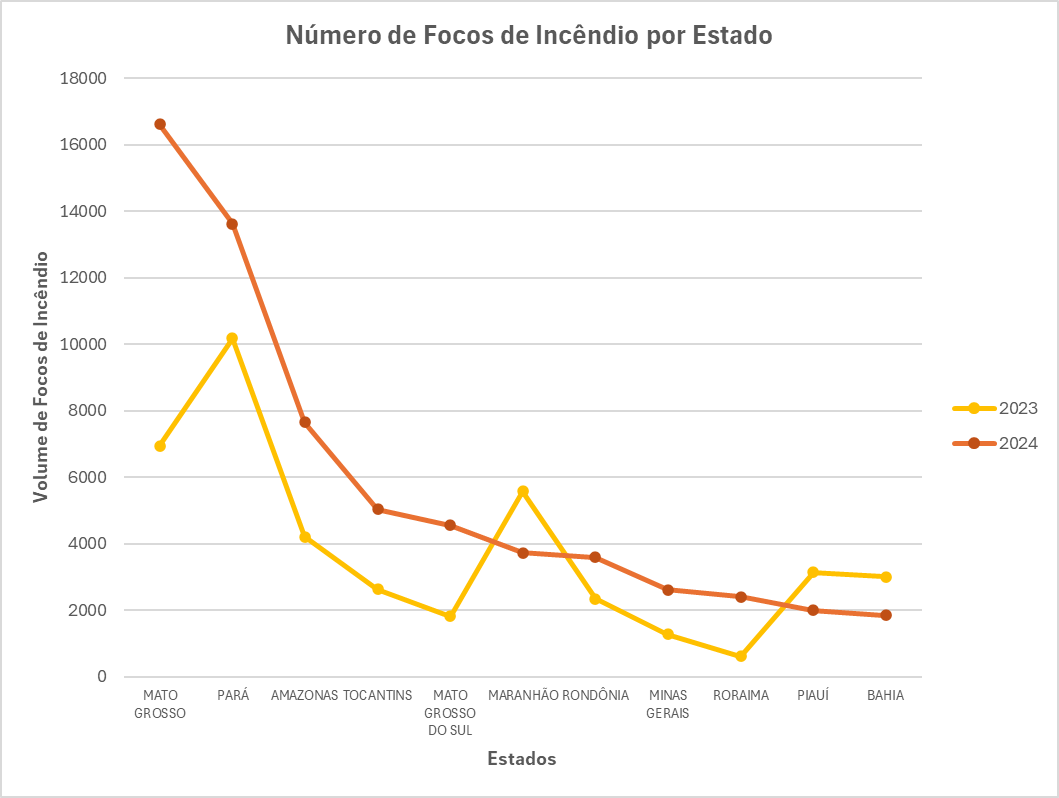 Número de Focos de Incêndio por Estado
18000
16000
14000
12000
10000
8000
6000
4000
2000
0
Volume de Focos de Incêndio
2023
2024
MATO GROSSO
PARÁ
AMAZONAS
TOCANTINS
MATO GROSSO DO SUL
MARANHÃO
RONDÔNIA
MINAS GERAIS
RORAIMA
PIAUÍ
BAHIA
Estados